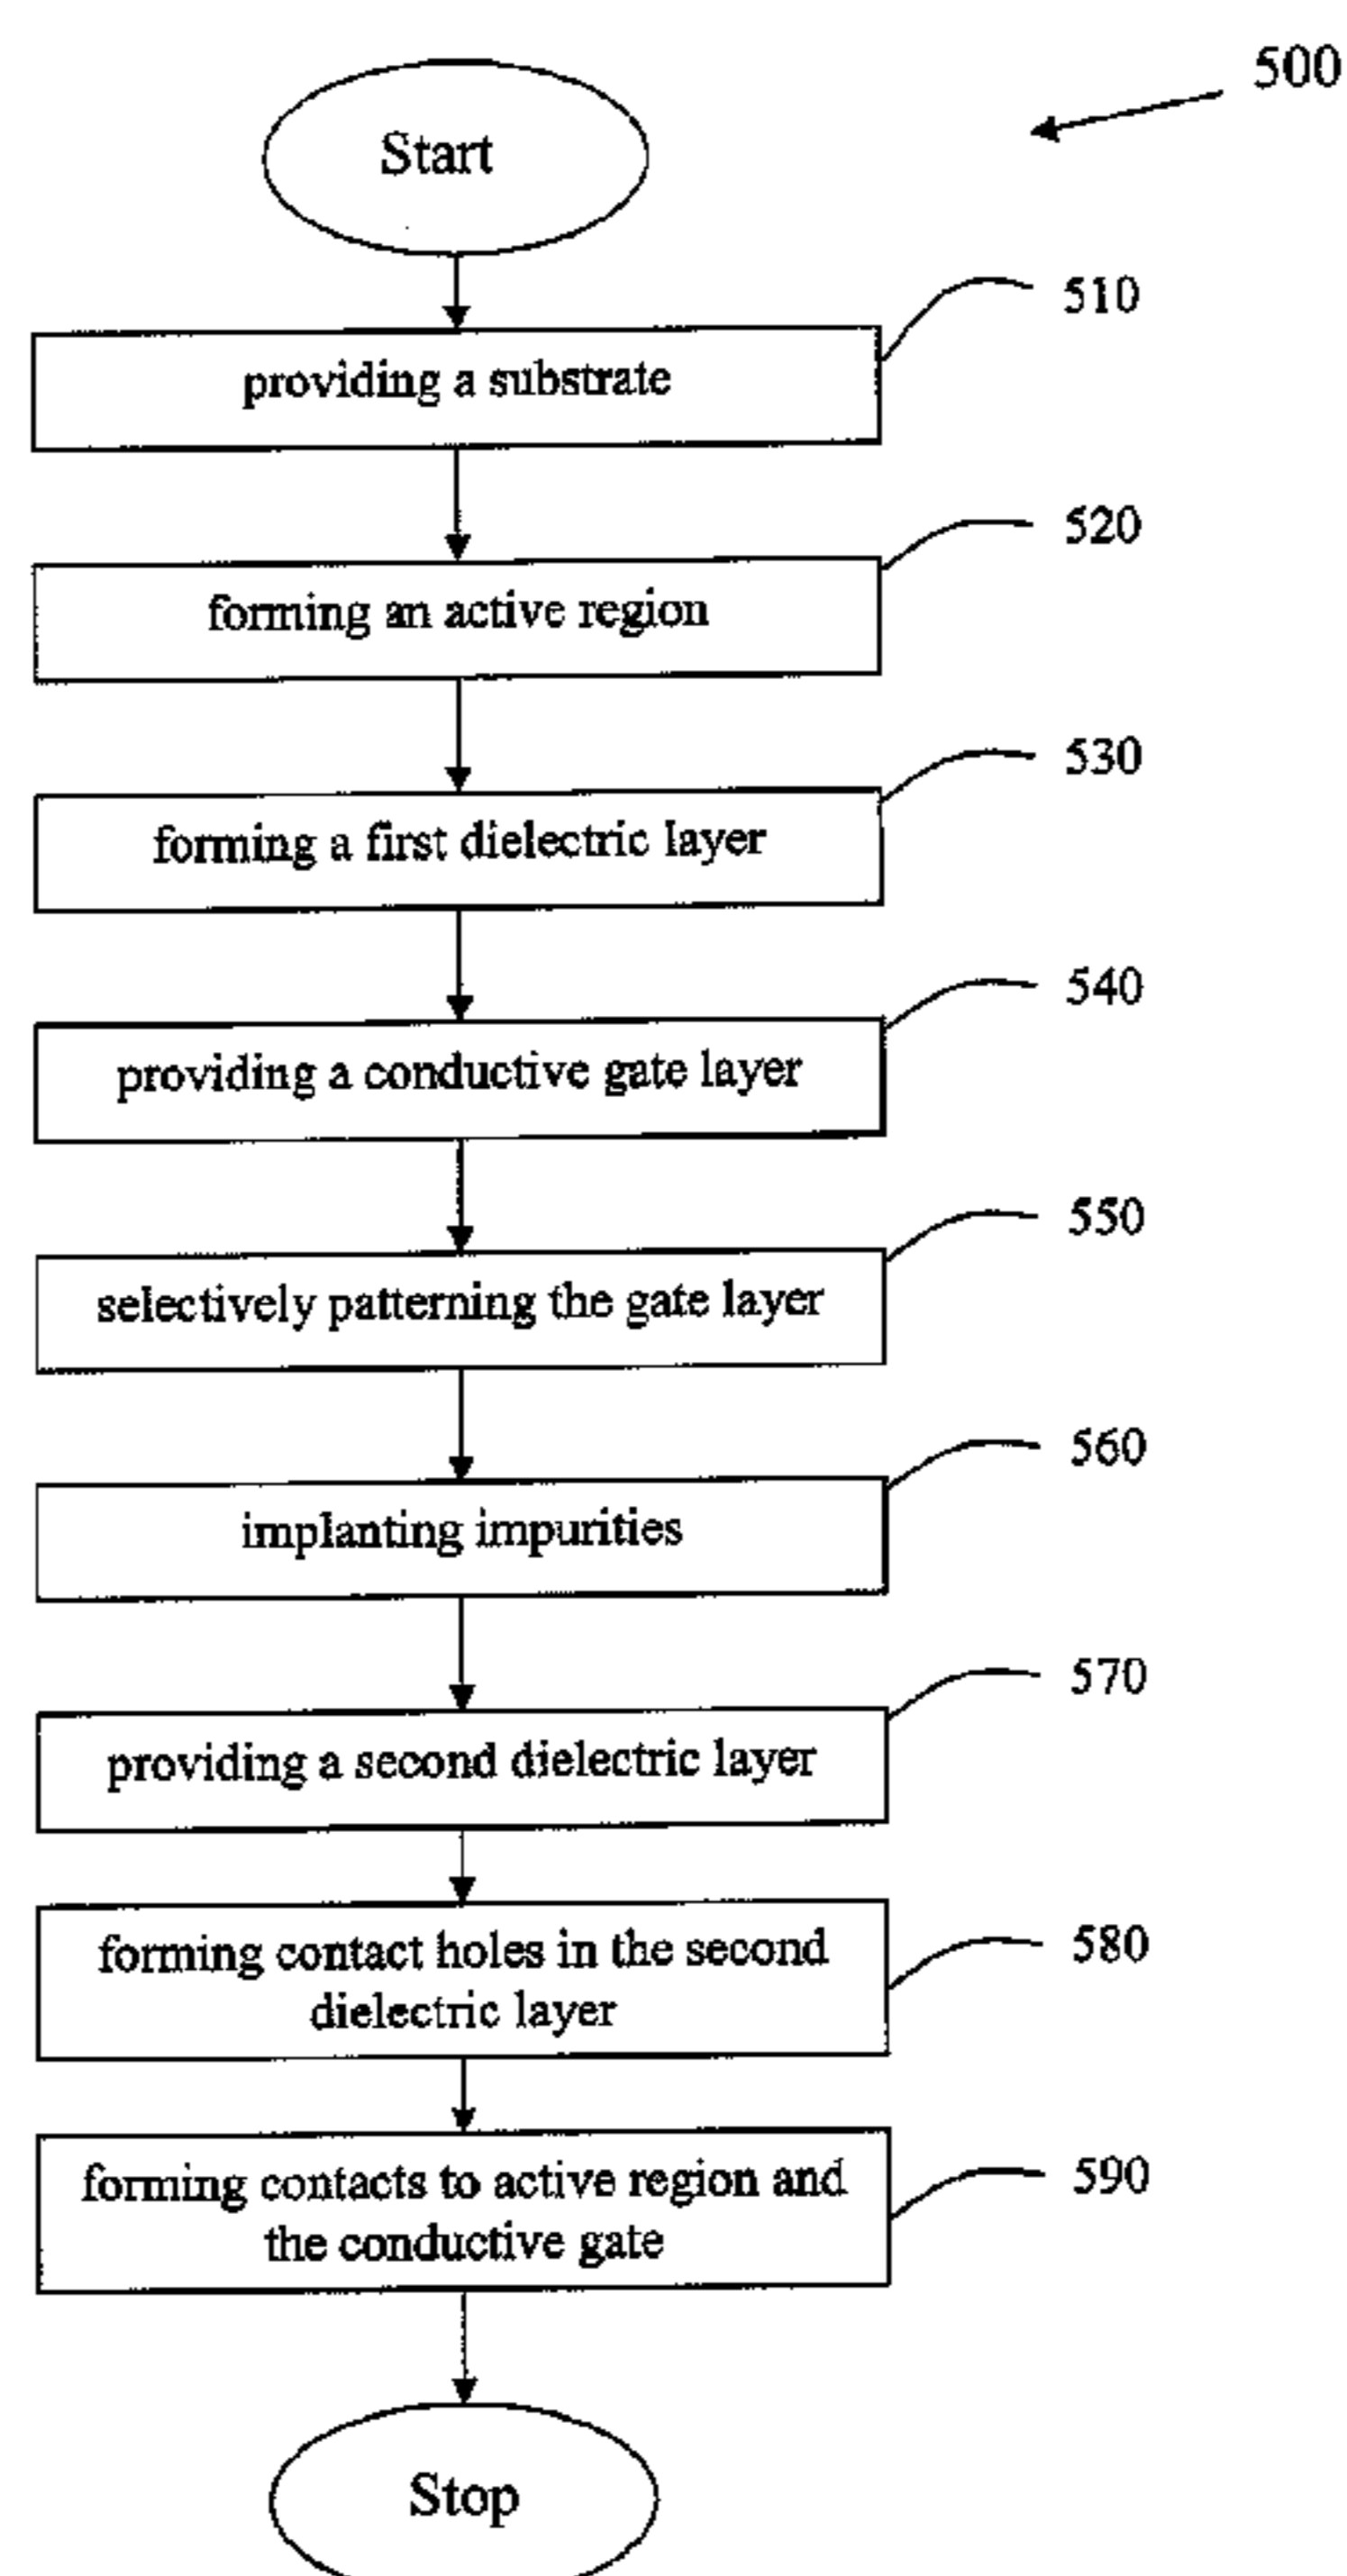 500
Start
510
providing a substrate
520
forming an active region
530
forming a first dielectric layer
540
providing a conductive gate layer
550
selectively patterning the gate layer
560
implanting impurities
570
providing a second dielectric layer
580
forming contact holes in the second
dielectric layer
590
forming contacts to active region and
the conductive gate
Stop